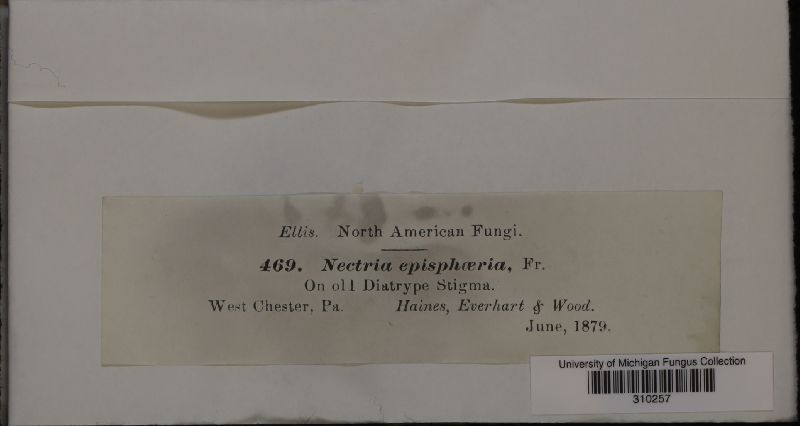 Ellis. North American Fungi.
469. Nectria episphæria, Fr.
On old Diatrype Stigma.
West Chester, Pa. Haines, Everhart & Wood.
June, 1879.
University of Michigan Fungus Collection
310257